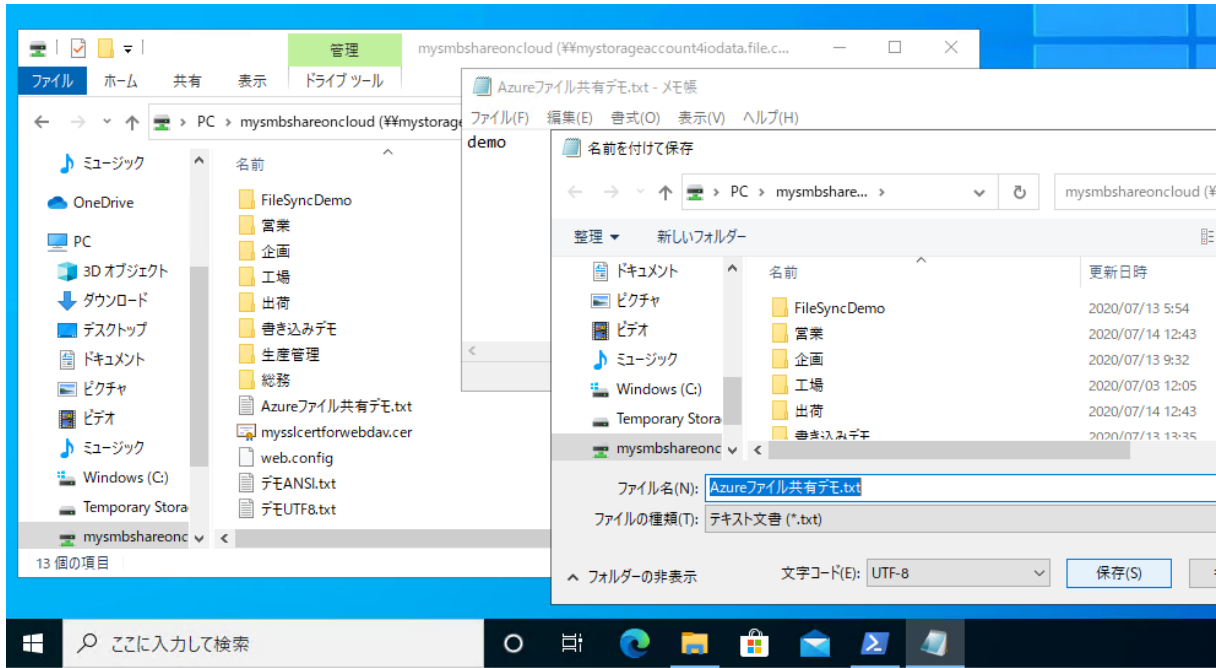 管理
mysmbshareoncloud (¥¥mystorageaccount4iodata.file.c...
ファイル
ホーム
共有
表示
ドライブ ツール
PC
mysmbshareoncloud (¥¥mystorag
ミュージック
OneDrive
PC
3D オブジェクト
ダウンロード
デスクトップ
ドキュメント
ピクチャ
ビデオ
ミュージック
Windows (C:)
Temporary Stora
mysmbshareonc
名前
FileSyncDemo
営業
企画
工場
出荷
書き込みデモ
生産管理
総務
Azureファイル共有デモ.txt
mysslcertforwebdav.cer
web.config
デモANSI.txt
デモUTF8.txt
13 個の項目
Azureファイル共有デモ.txt - メモ帳
ファイル(F)
編集(E)
書式(O)
表示(V)
ヘルプ(H)
demo
名前を付けて保存
PC
mysmbshare...
mysmbshareoncloud (¥
整理
新しいフォルダー
ドキュメント
ピクチャ
ビデオ
ミュージック
Windows (C:)
Temporary Stora
mysmbshareonc
名前
更新日時
FileSyncDemo
2020/07/13 5:54
営業
2020/07/14 12:43
企画
2020/07/13 9:32
工場
2020/07/03 12:05
出荷
2020/07/14 12:43
書き込みデモ
2020/07/13 13:35
ファイル名(N):
Azureファイル共有デモ.txt
ファイルの種類(T):
テキスト文書 (*.txt)
フォルダーの非表示
文字コード(E):
UTF-8
保存(S)
ここに入力して検索